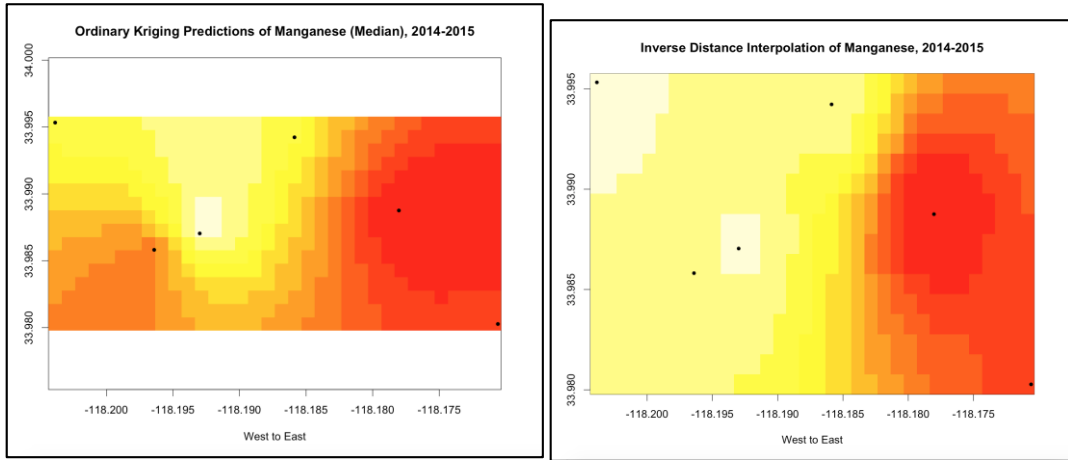 Ordinary Kriging Predictions of Manganese (Median), 2014-2015
34.000
33.995
33.990
33.985
33.980
-118.200 -118.195 -118.190 -118.185 -118.180 -118.175
West to East
Inverse Distance Interpolation of Manganese, 2014-2015
33.995
33.990
33.985
33.980
-118.200 -118.195 -118.190 -118.185 -118.180 -118.175
West to East